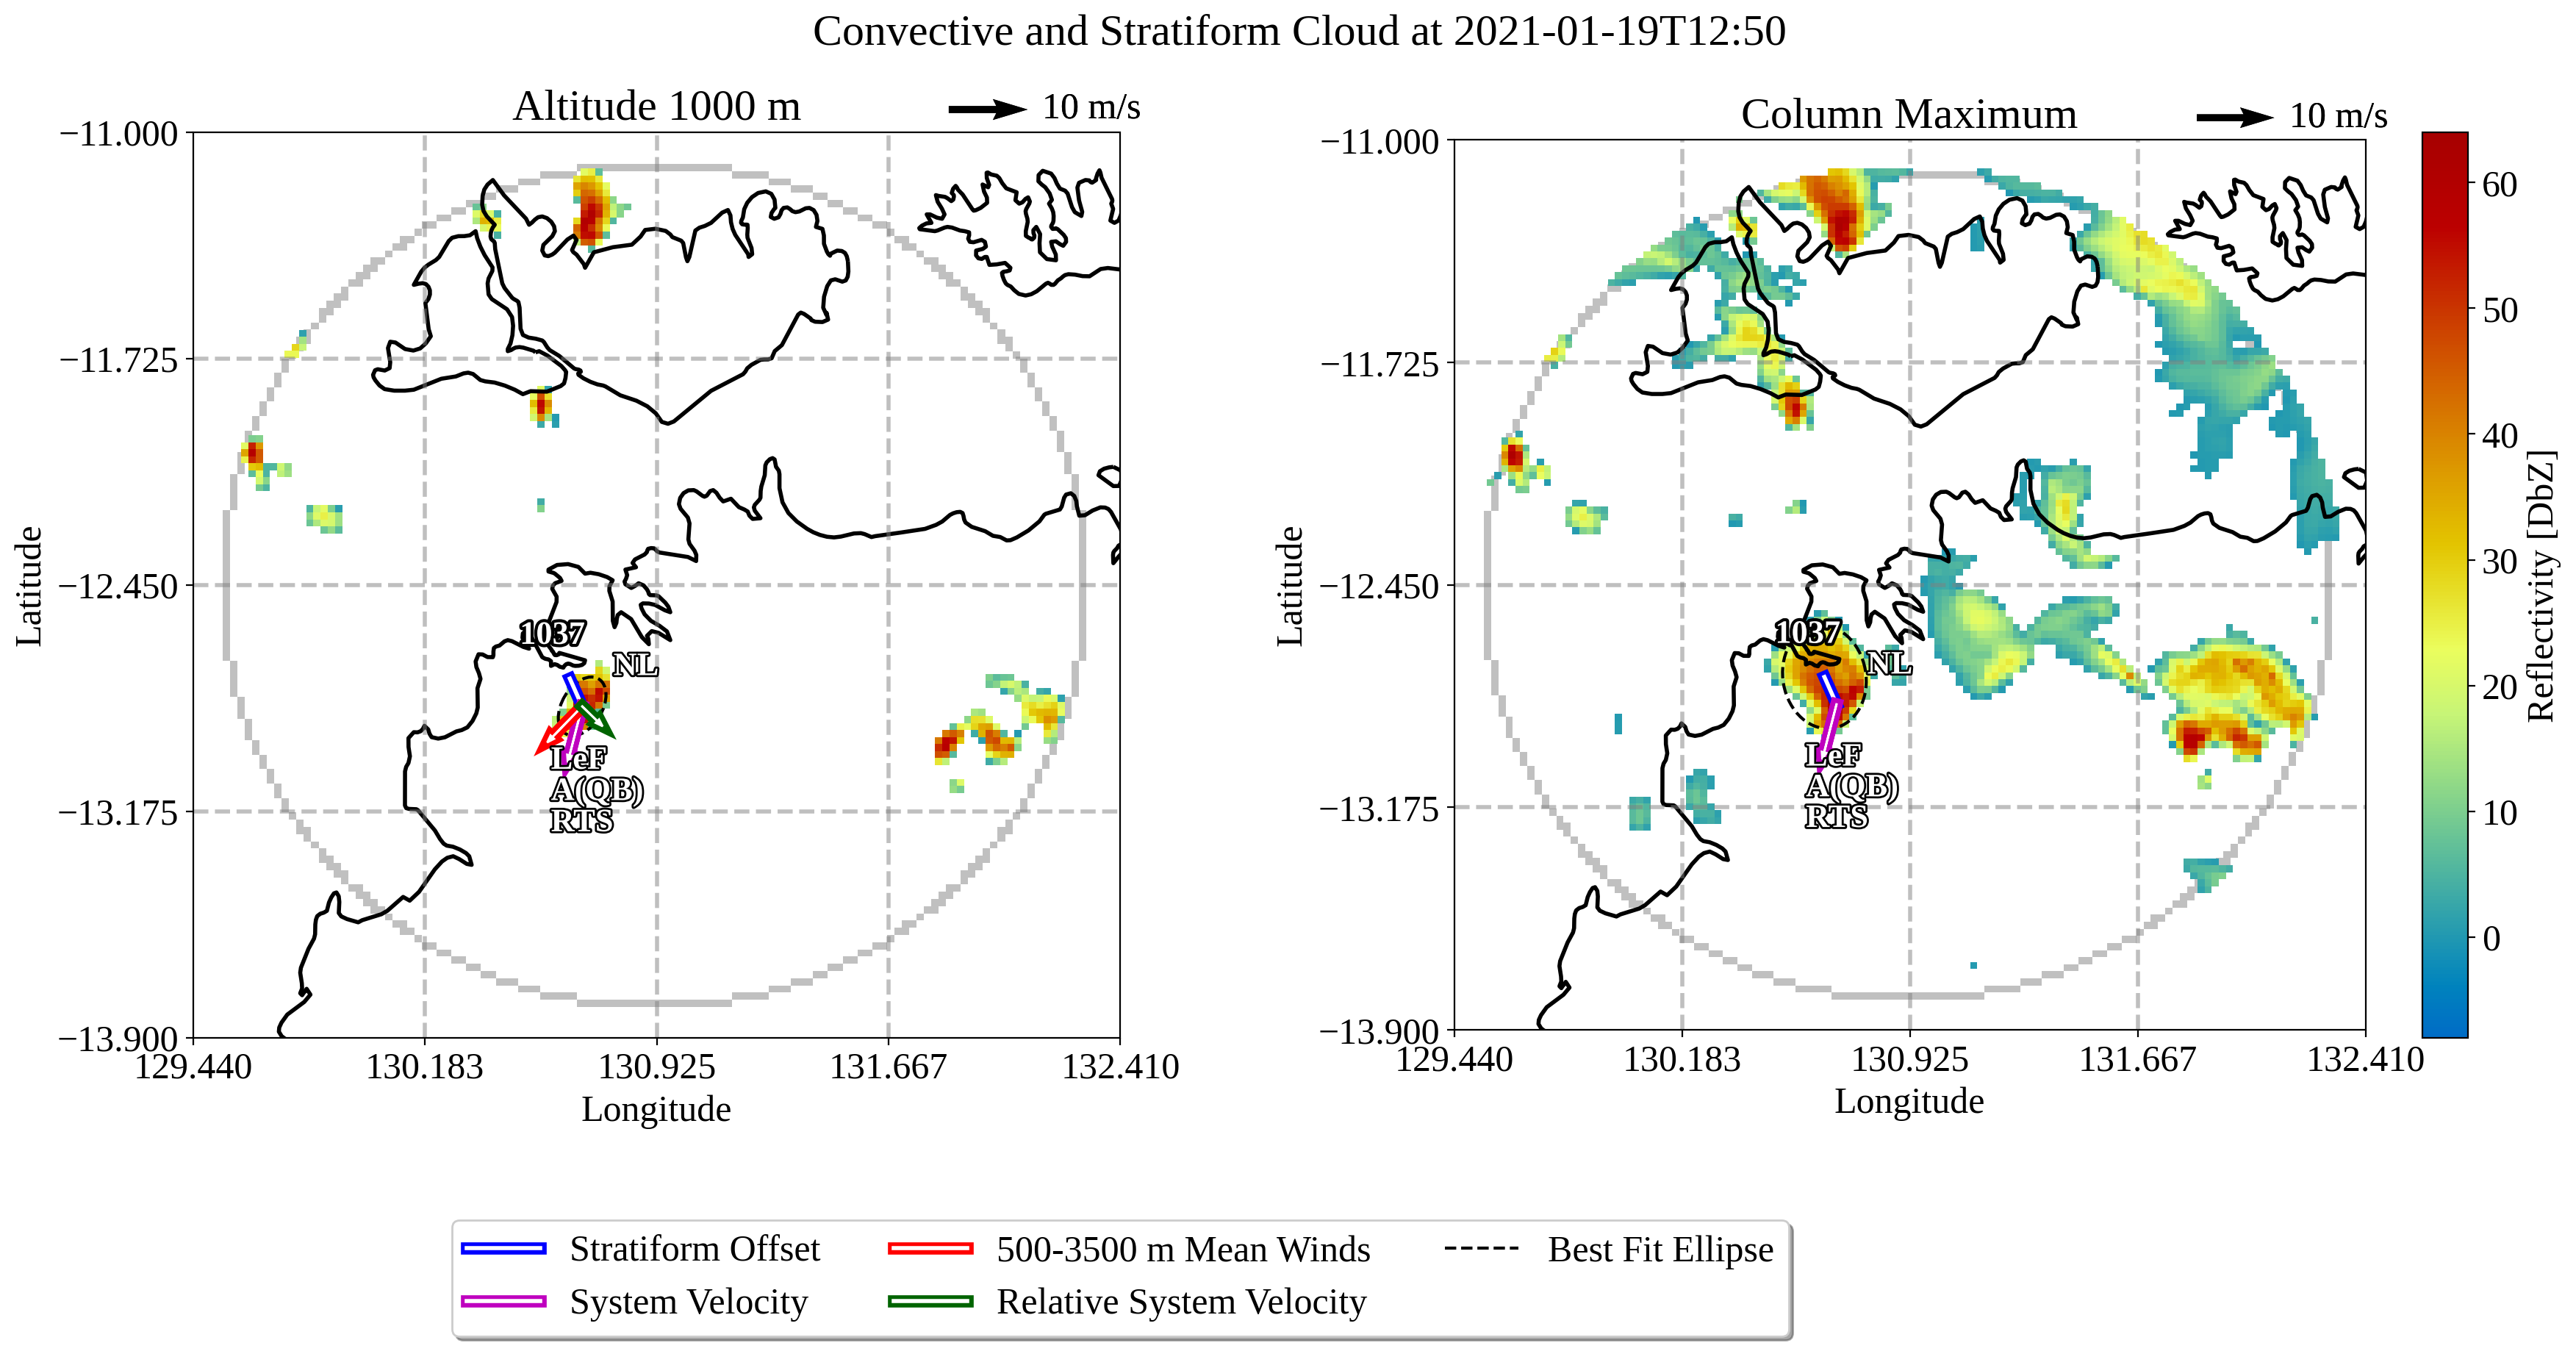 Convective and Stratiform Cloud at 2021-01-19T12:50
Altitude 1000 m
10 m/s
−11.000
−11.725
−12.450
−13.175
−13.900
Latitude
129.440
130.183
130.925
131.667
132.410
Longitude
1037
NL
LeF
A(QB)
RTS
Column Maximum
10 m/s
−11.000
−11.725
−12.450
−13.175
−13.900
Latitude
129.440
130.183
130.925
131.667
132.410
Longitude
1037
NL
LeF
A(QB)
RTS
60
50
40
30
20
10
0
Reflectivity [DbZ]
Stratiform Offset
500-3500 m Mean Winds
Best Fit Ellipse
System Velocity
Relative System Velocity